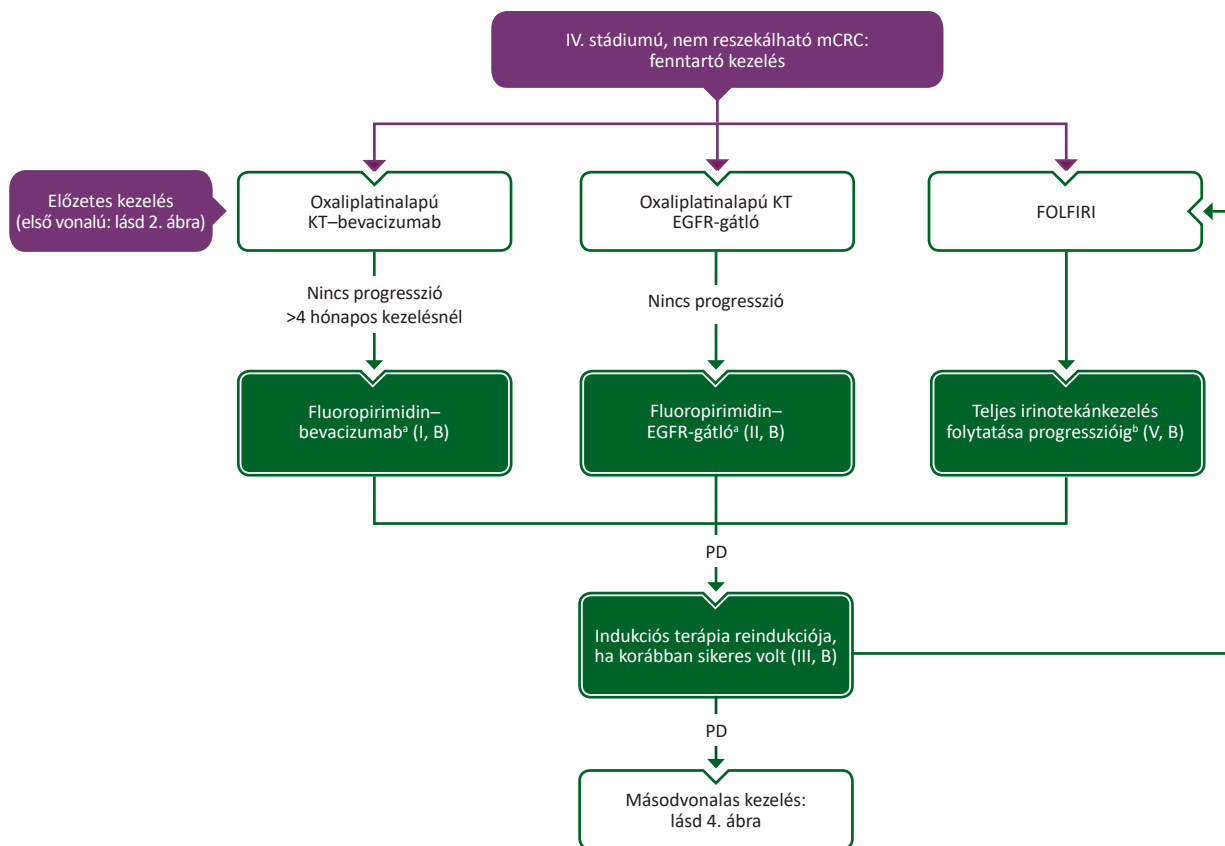 IV. stádiumú, nem reszekálható mCRC:
fenntartó kezelés
Előzetes kezelés
(első vonalú: lásd 2. ábra)
Oxaliplatinalapú
KT–bevacizumab
Oxaliplatinalapú KT
EGFR-gátló
FOLFIRI
Nincs progresszió
>4 hónapos kezelésnél
Nincs progresszió
Fluoropirimidin–
bevacizumabᵃ (I, B)
Fluoropirimidin–
EGFR-gátlóᵃ (II, B)
Teljes irinotekánkezelés
folytatása progresszióigᵇ (V, B)
PD
Indukciós terápia reindukciója,
ha korábban sikeres volt (III, B)
PD
Másodvonalas kezelés:
lásd 4. ábra